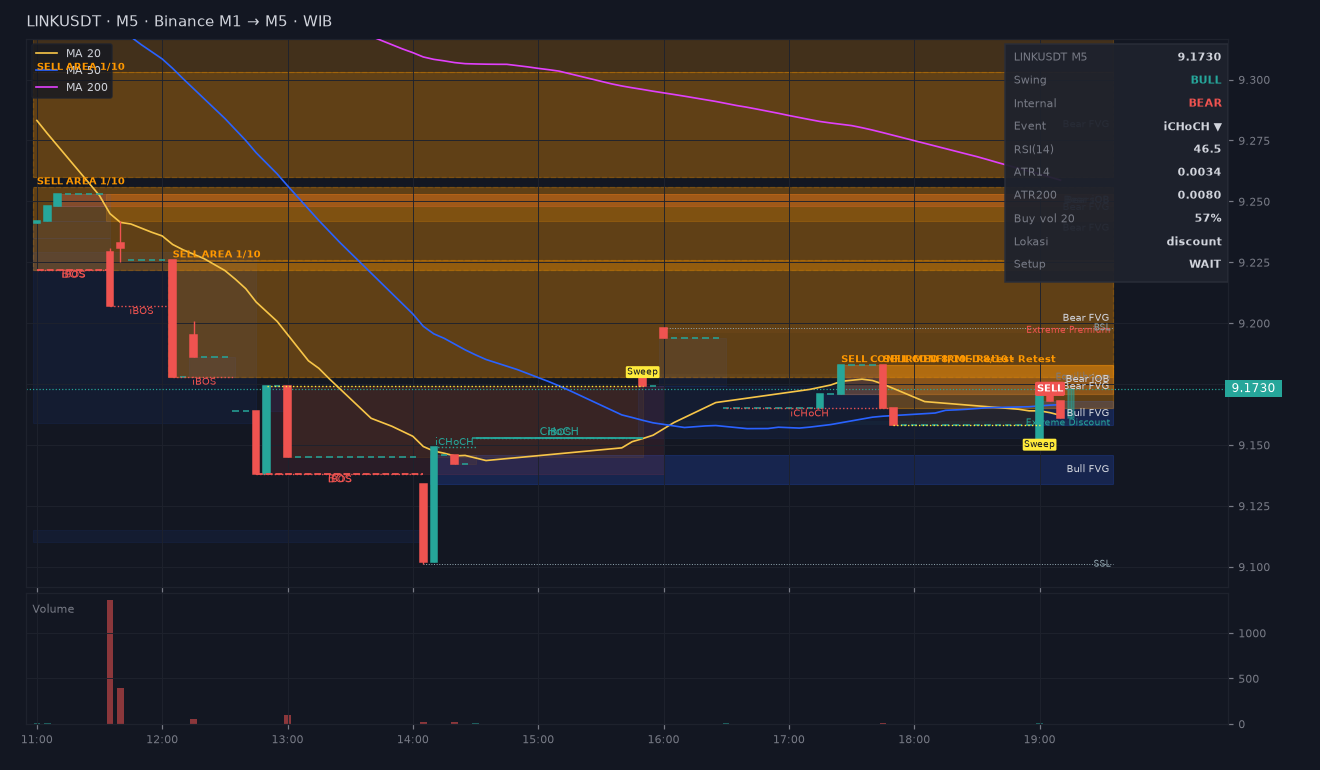 LINKUSDT · M5 · Binance M1 → M5 · WIB
MA 20
SELL AREA 1/10
MA 50
MA 200
LINKUSDT M5 9.1730
Swing BULL
Internal BEAR
Event iCHoCH ▼
RSI(14) 46.5
ATR14 0.0034
ATR200 0.0080
Buy vol 20 57%
Lokasi discount
Setup WAIT
9.300
9.275
9.250
9.225
9.200
9.150
9.125
9.100
9.1730
Bear FVG
SELL AREA 1/10
SELL AREA 1/10
iBOS
iBOS
Bear FVG
Extreme Premium
BSL
Retest
Sweep
iBOS
SELL
Bear iOB
Bear FVG
iCHoCH
Bull FVG
Extreme Discount
CHoCH
iCHoCH
Sweep
Bull FVG
BOS
SSL
Volume
1000
500
0
11:00 12:00 13:00 14:00 15:00 16:00 17:00 18:00 19:00